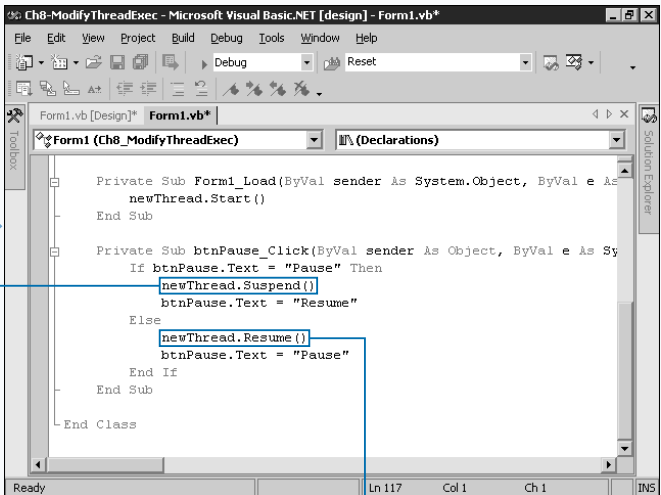 Ch8-ModifyThreadExec - Microsoft Visual Basic.NET [design] - Form1.vb*
File Edit View Project Build Debug Tools Window Help
Debug Reset
Form1.vb [Design]* Form1.vb*
Toolbox
Solution Explorer
Form1 (Ch8_ModifyThreadExec) (Declarations)
Private Sub Form1_Load(ByVal sender As System.Object, ByVal e As
newThread.Start()
End Sub
Private Sub btnPause_Click(ByVal sender As Object, ByVal e As Sy
If btnPause.Text = "Pause" Then
newThread.Suspend()
btnPause.Text = "Resume"
Else
newThread.Resume()
btnPause.Text = "Pause"
End If
End Sub
End Class
Ready Ln 117 Col 1 Ch 1 INS